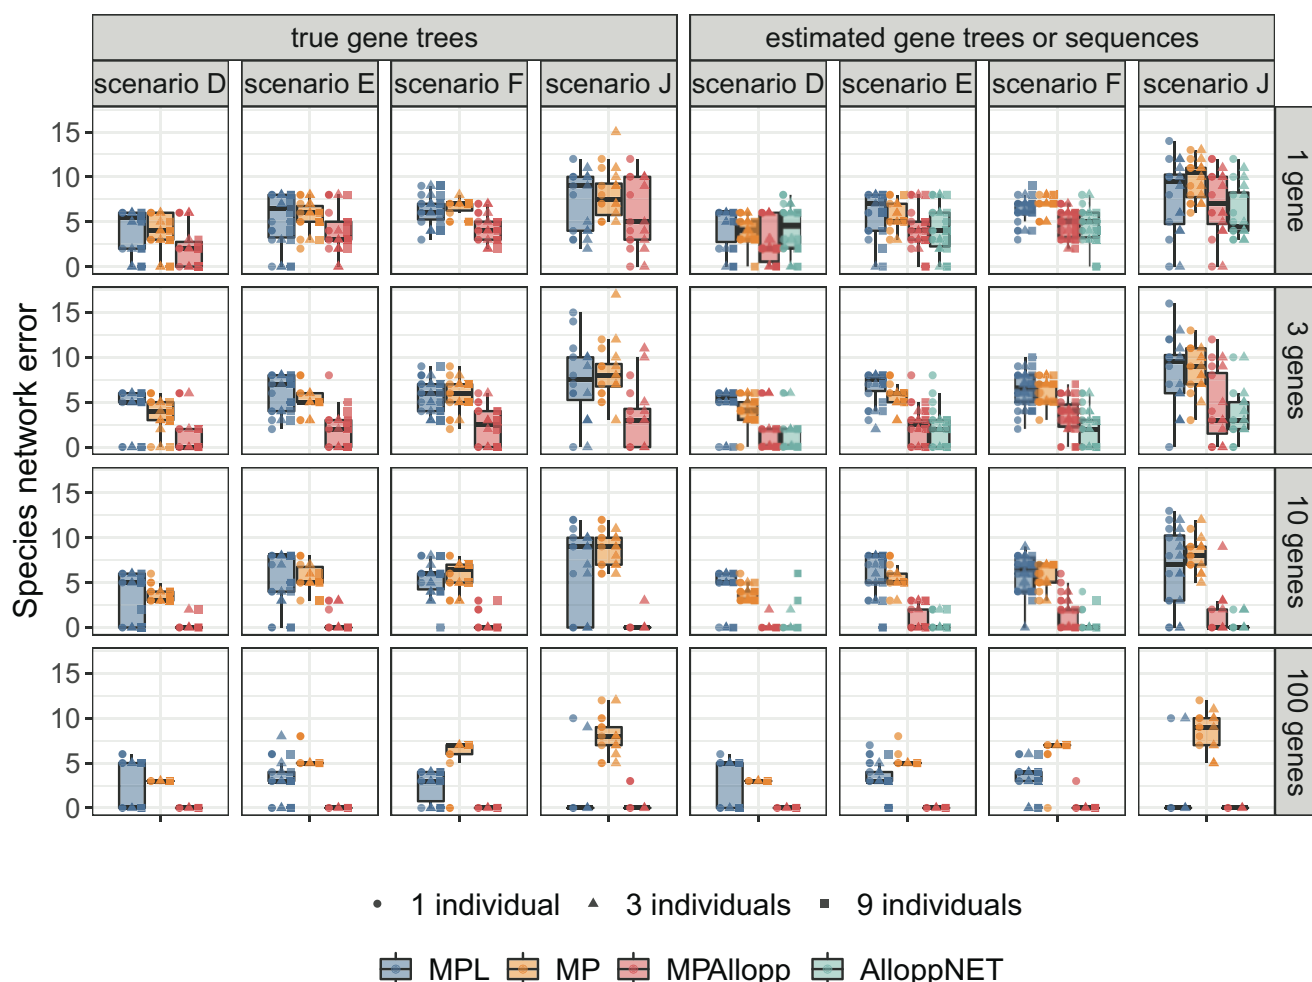 true gene trees
estimated gene trees or sequences
scenario D
scenario E
scenario F
scenario J
scenario D
scenario E
scenario F
scenario J
Species network error
15
10
5
0
1 gene
15
10
5
0
3 genes
15
10
5
0
10 genes
15
10
5
0
100 genes
1 individual
3 individuals
9 individuals
MPL
MP
MPAllopp
AlloppNET